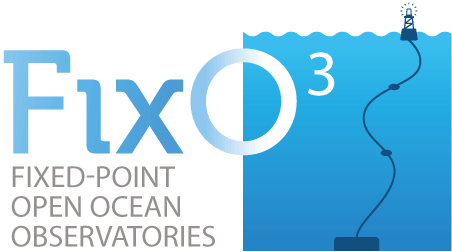 FixO³
FIXED-POINT
OPEN OCEAN
OBSERVATORIES